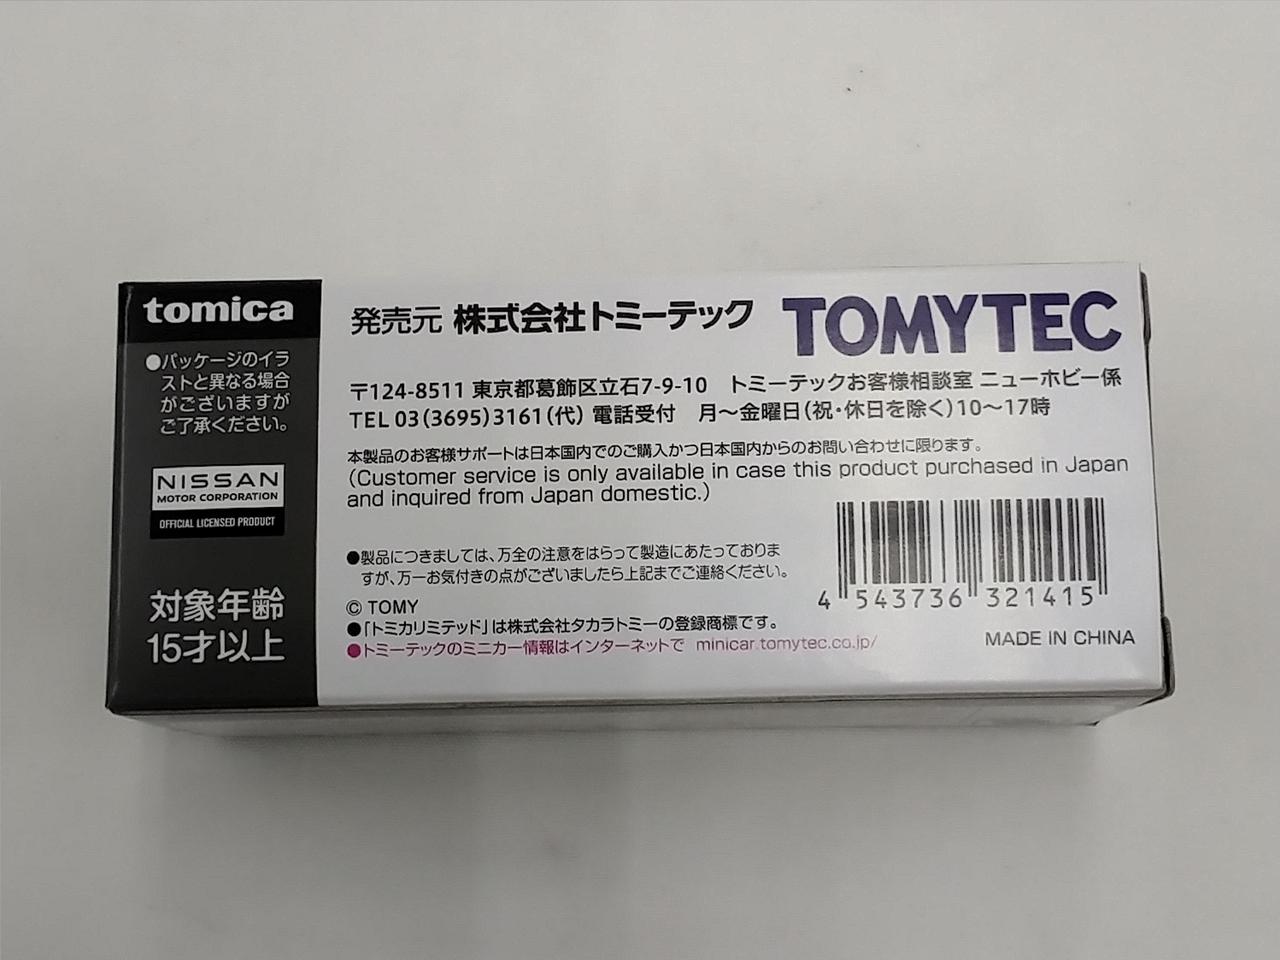 tomica
●パッケージのイラ
ストと異なる場合
がございますが
ご了承ください。
NISSAN
MOTOR CORPORATION
OFFICIAL LICENSED PRODUCT
対象年齢
15才以上
発売元 株式会社トミーテック TOMYTEC
〒124-8511 東京都葛飾区立石7-9-10 トミーテックお客様相談室 ニューホビー係
TEL 03(3695)3161(代) 電話受付 月～金曜日(祝・休日を除く)10～17時
本製品のお客様サポートは日本国内でのご購入かつ日本国内からのお問い合わせに限ります。
(Customer service is only available in case this product purchased in Japan
and inquired from Japan domestic.)
●製品につきましては、万全の注意をはらって製造にあたっておりま
すが、万一お気付きの点がございましたら上記までご連絡ください。
© TOMY
●「トミカリミテッド」は株式会社タカラトミーの登録商標です。
●トミーテックのミニカー情報はインターネットで minicar.tomytec.co.jp/
4 543736 321415
MADE IN CHINA